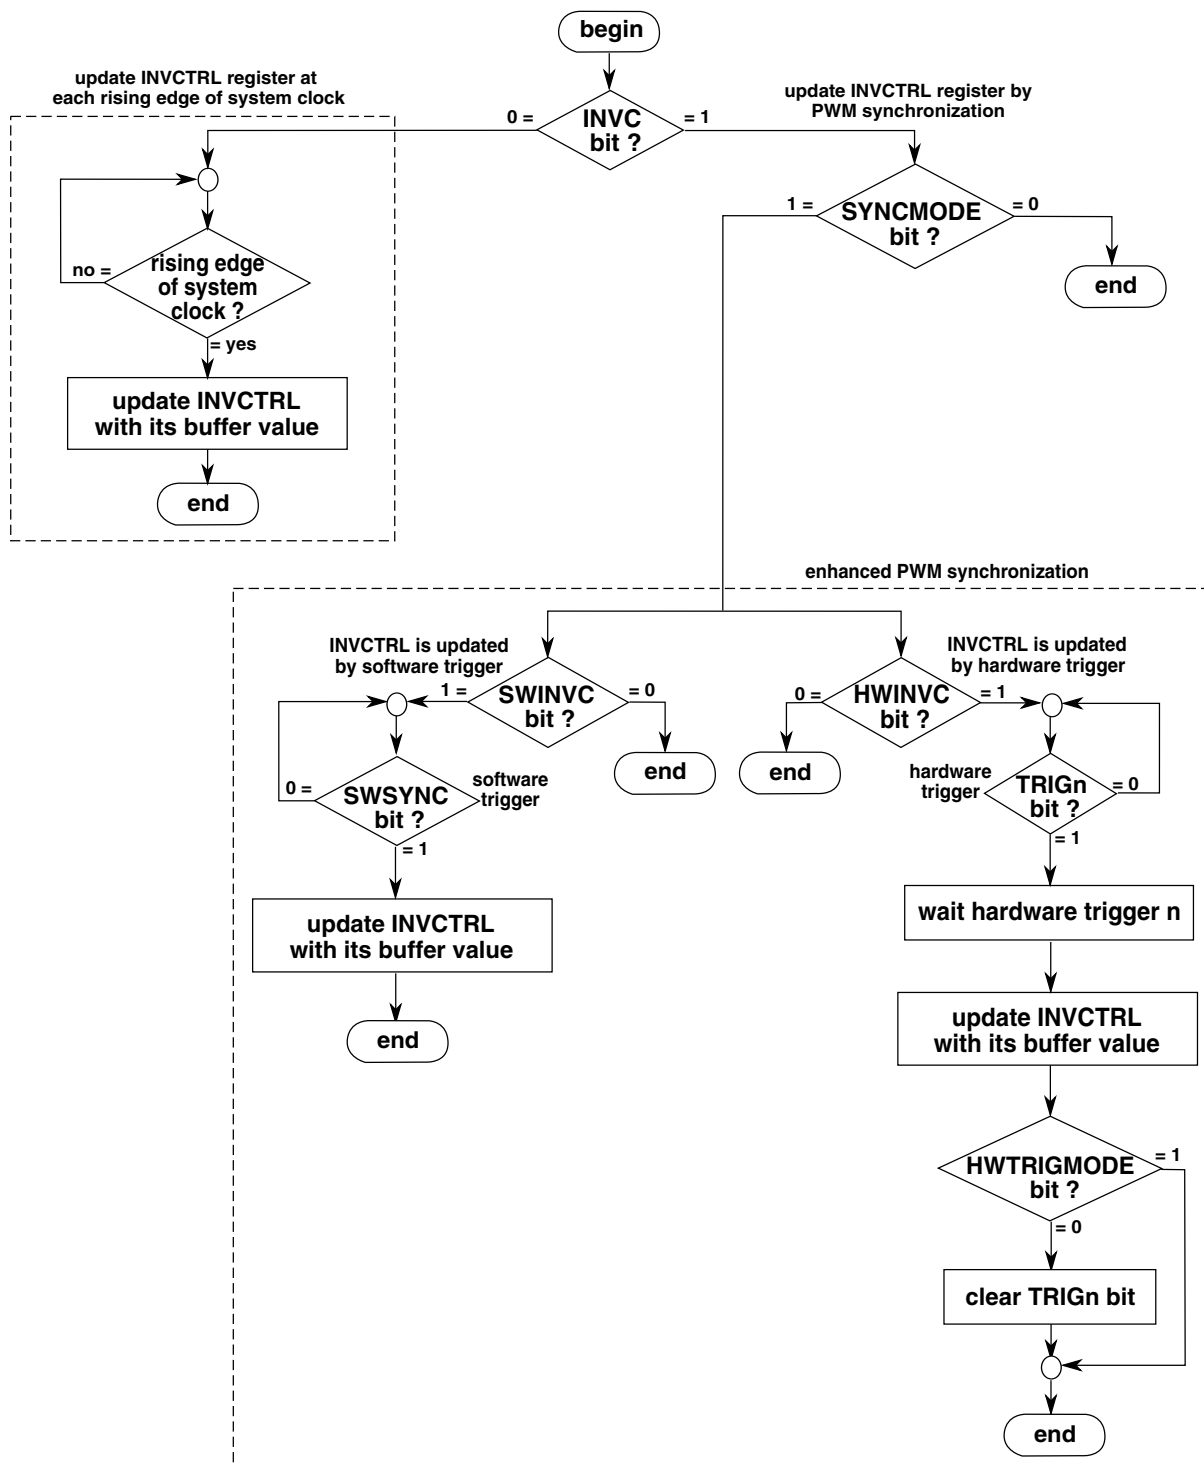 begin
update INVCTRL register at
each rising edge of system clock
update INVCTRL register by
PWM synchronization
0 =
INVC
bit ?
= 1
1 =
SYNCMODE
bit ?
= 0
end
no =
rising edge
of system
clock ?
= yes
update INVCTRL
with its buffer value
end
enhanced PWM synchronization
INVCTRL is updated
by software trigger
INVCTRL is updated
by hardware trigger
1 =
SWINVC
bit ?
= 0
0 =
HWINVC
bit ?
= 1
end
end
0 =
SWSYNC
bit ?
software
trigger
= 1
hardware
trigger
TRIGn
bit ?
= 0
= 1
update INVCTRL
with its buffer value
end
wait hardware trigger n
update INVCTRL
with its buffer value
HWTRIGMODE
bit ?
= 1
= 0
clear TRIGn bit
end